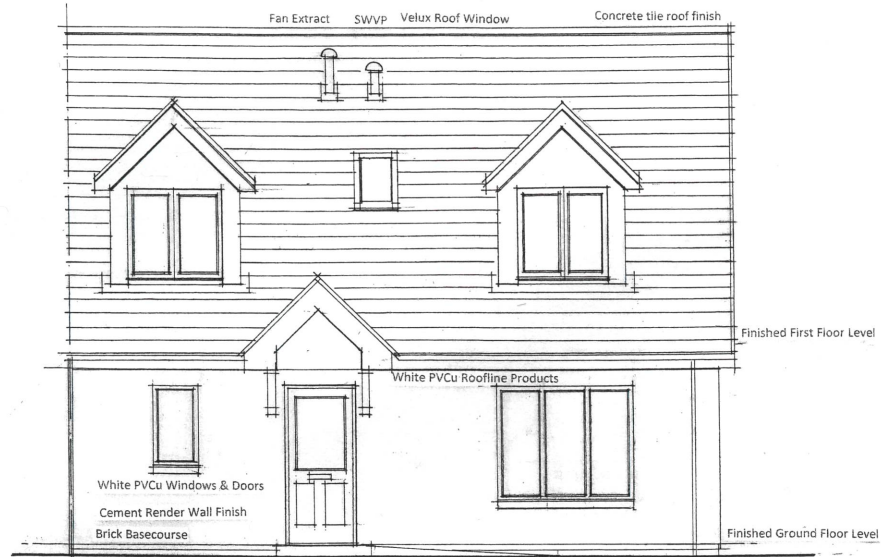 Fan Extract
SWVP
Velux Roof Window
Concrete tile roof finish
Finished First Floor Level
White PVCu Roofline Products
White PVCu Windows & Doors
Cement Render Wall Finish
Brick Basecourse
Finished Ground Floor Level